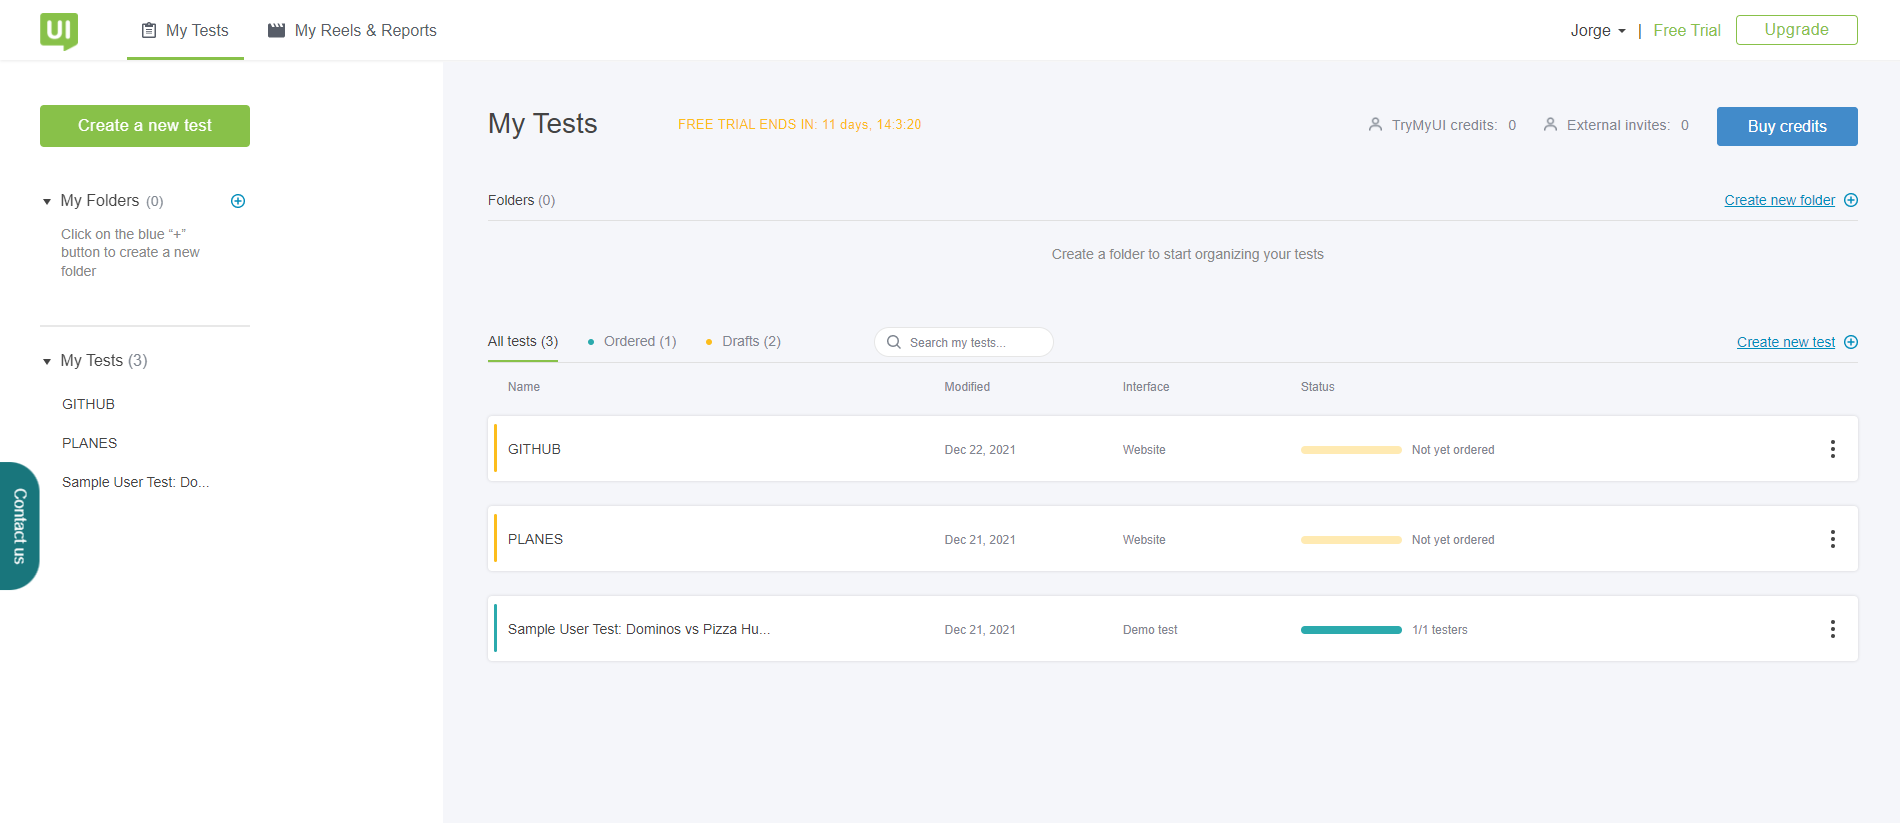 UI
My Tests
My Reels & Reports
Jorge | Free Trial Upgrade
Create a new test
My Folders (0)
Click on the blue “+”
button to create a new
folder
My Tests (3)
GITHUB
PLANES
Sample User Test: Do...
Contact us
My Tests
FREE TRIAL ENDS IN: 11 days, 14:3:20
TryMyUI credits: 0
External invites: 0
Buy credits
Folders (0)
Create new folder
Create a folder to start organizing your tests
All tests (3)
Ordered (1)
Drafts (2)
Search my tests...
Create new test
Name Modified Interface Status
GITHUB Dec 22, 2021 Website Not yet ordered
PLANES Dec 21, 2021 Website Not yet ordered
Sample User Test: Dominos vs Pizza Hu... Dec 21, 2021 Demo test 1/1 testers